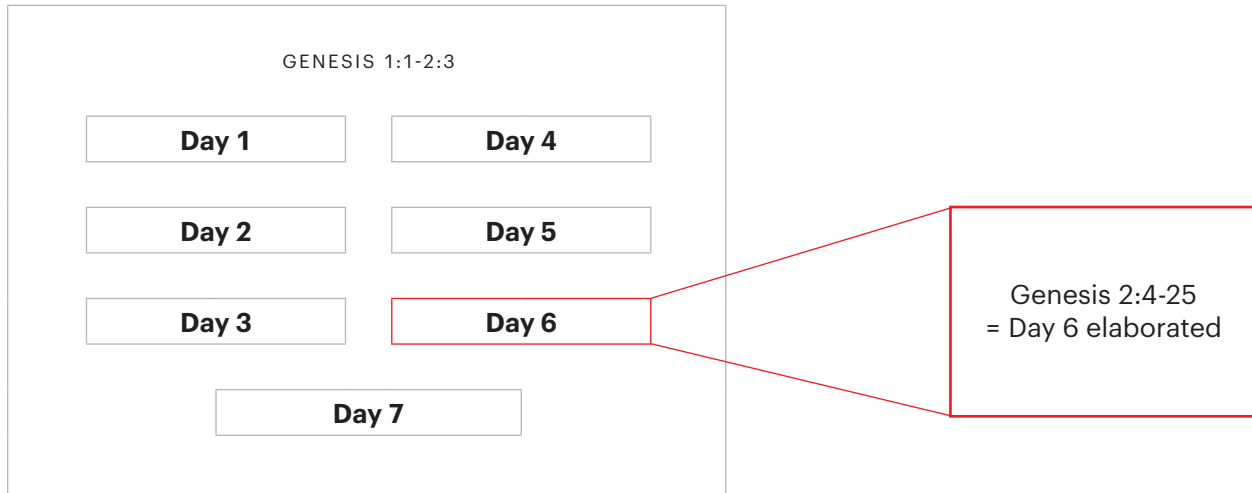 GENESIS 1:1-2:3
Day 1
Day 4
Day 2
Day 5
Day 3
Day 6
Day 7
Genesis 2:4-25
= Day 6 elaborated